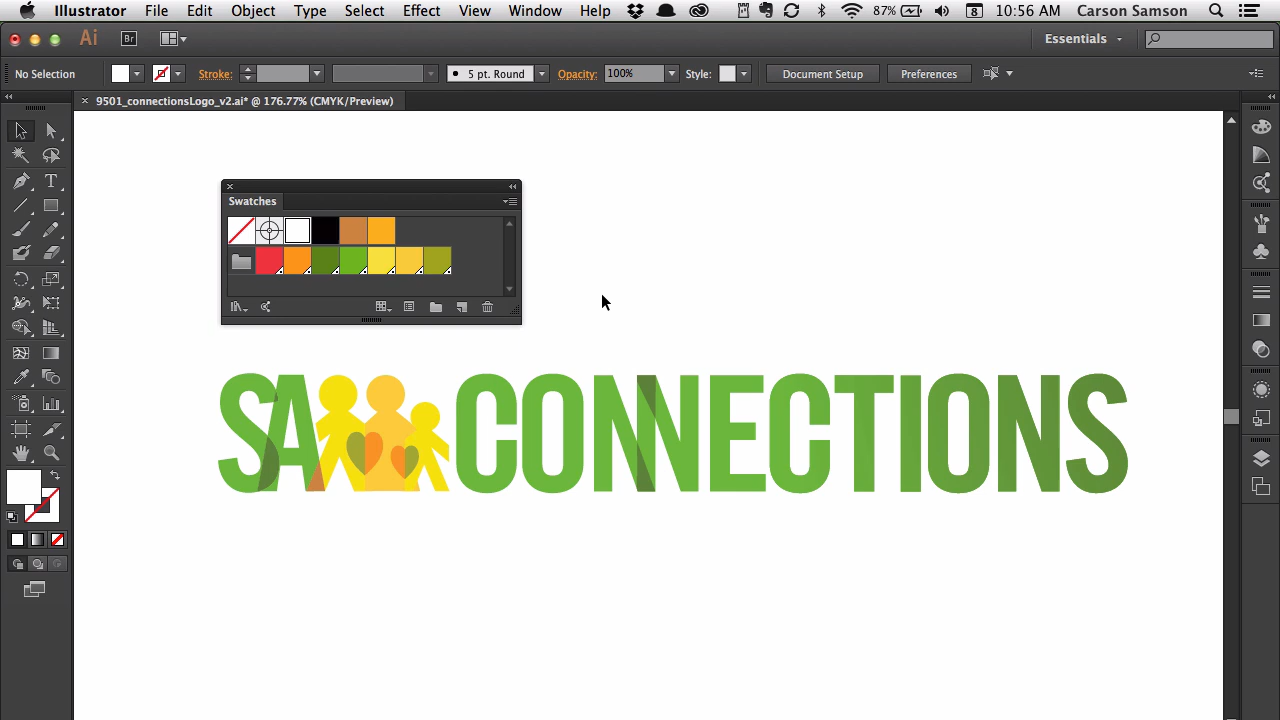 Illustrator File Edit Object Type Select Effect View Window Help 8 87% 10:56 AM Carson Samson
Ai Br Essentials
No Selection Stroke: 5 pt. Round Opacity: 100% Style: Document Setup Preferences
9501_connectionsLogo_v2.ai* @ 176.77% (CMYK/Preview)
Swatches
SA CONNECTIONS